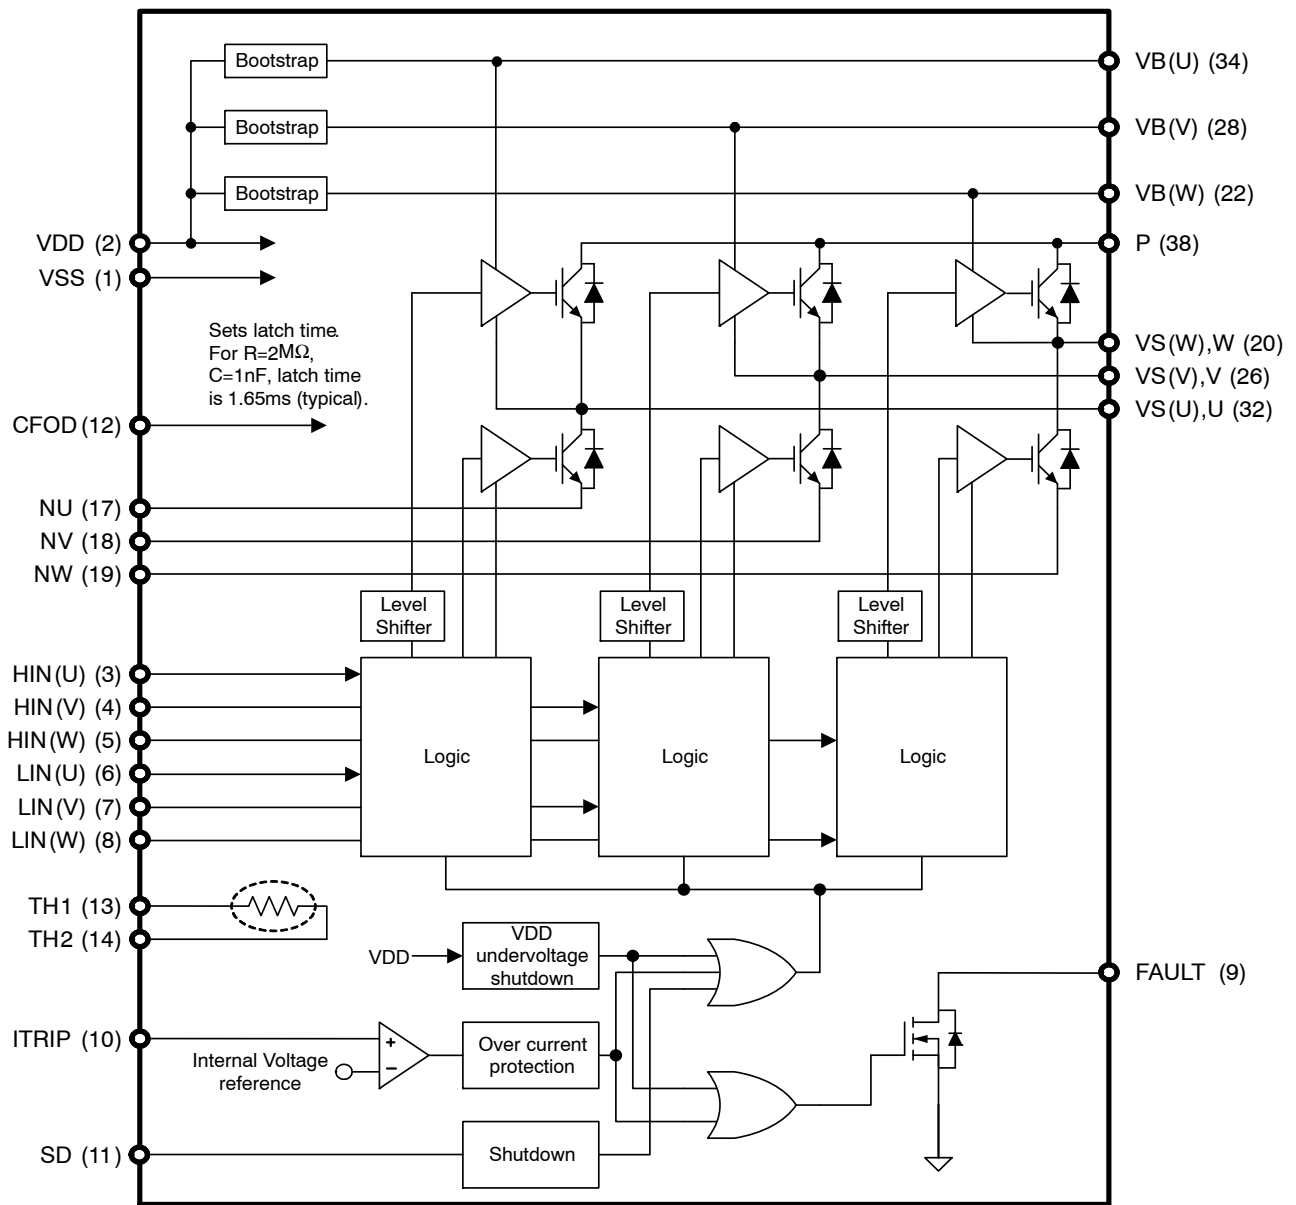 Bootstrap
VB(U) (34)
Bootstrap
VB(V) (28)
Bootstrap
VB(W) (22)
VDD (2)
P (38)
VSS (1)
Sets latch time.
For R=2MΩ,
C=1nF, latch time
is 1.65ms (typical).
VS(W),W (20)
VS(V),V (26)
VS(U),U (32)
CFOD (12)
NU (17)
NV (18)
NW (19)
Level
Shifter
Level
Shifter
Level
Shifter
HIN(U) (3)
HIN(V) (4)
HIN(W) (5)
LIN(U) (6)
LIN(V) (7)
LIN(W) (8)
Logic
Logic
Logic
TH1 (13)
TH2 (14)
VDD
VDD
undervoltage
shutdown
FAULT (9)
ITRIP (10)
Internal Voltage
reference
+
−
Over current
protection
SD (11)
Shutdown